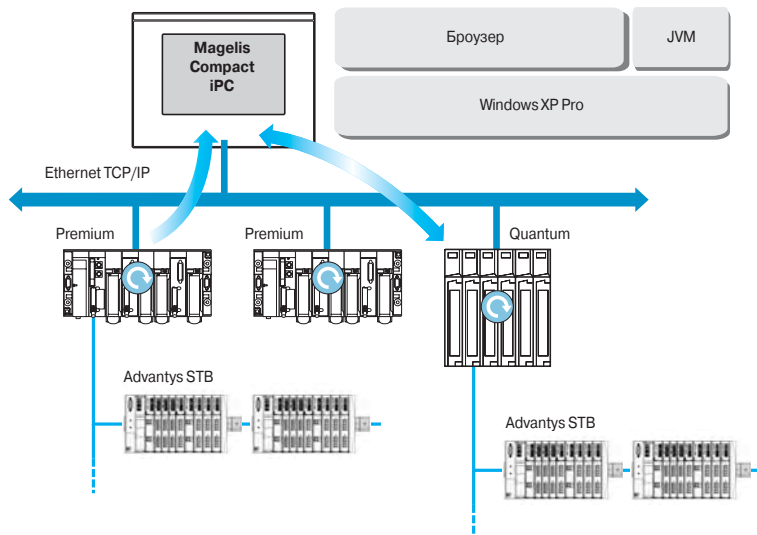 Magelis
Compact
iPC
Броузер
JVM
Windows XP Pro
Ethernet TCP/IP
Premium
Premium
Quantum
Advantys STB
Advantys STB